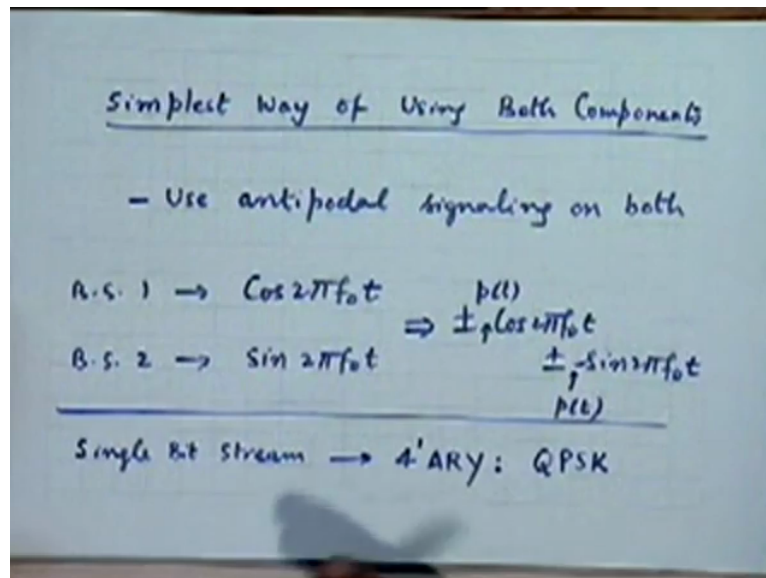 Simplest Way of Using Both Components
- Use antipodal signaling on both
B.S. 1 → Cos 2πf₀t
p(t)
⇒ ± Cos 2πf₀t
B.S. 2 → Sin 2πf₀t
± Sin 2πf₀t
p(t)
Single Bit Stream → 4'ARY: QPSK